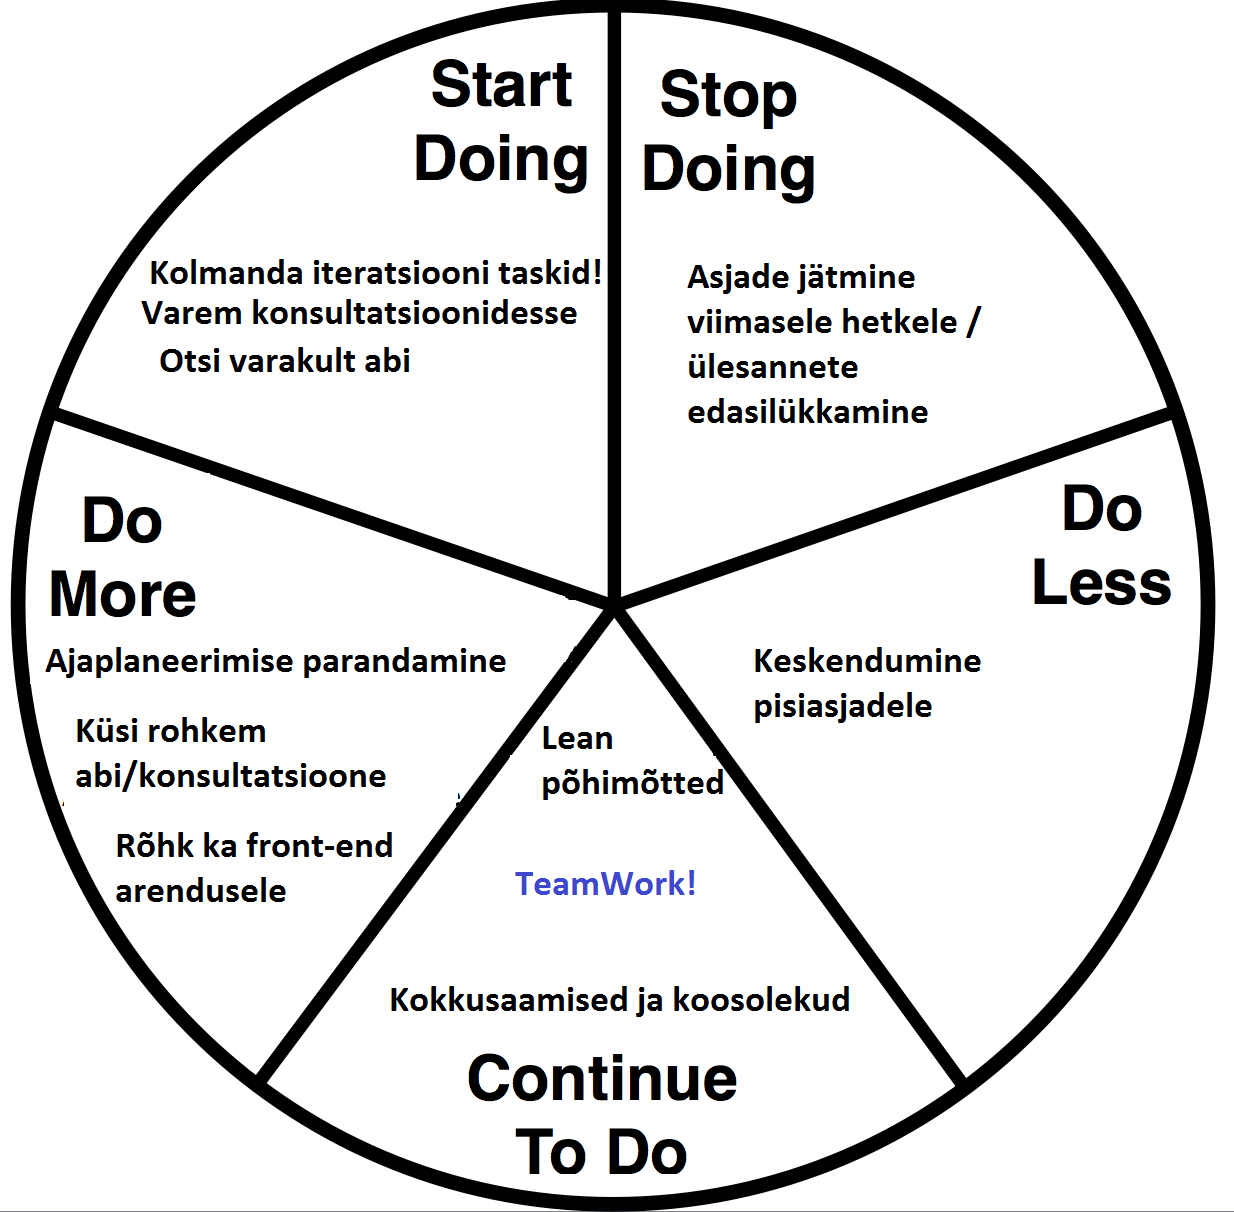 Start
Doing
Kolmanda iteratsiooni taskid!
Varem konsultatsioonidesse
Otsi varakult abi
Stop
Doing
Asjade jätmine
viimasele hetkele /
ülesannete
edasilükkamine
Do
Less
Keskendumine
pisiasjadele
Do
More
Ajaplaneerimise parandamine
Küsi rohkem
abi/konsultatsioone
Rõhk ka front-end
arendusele
Lean
põhimõtted
TeamWork!
Kokkusaamised ja koosolekud
Continue
To Do